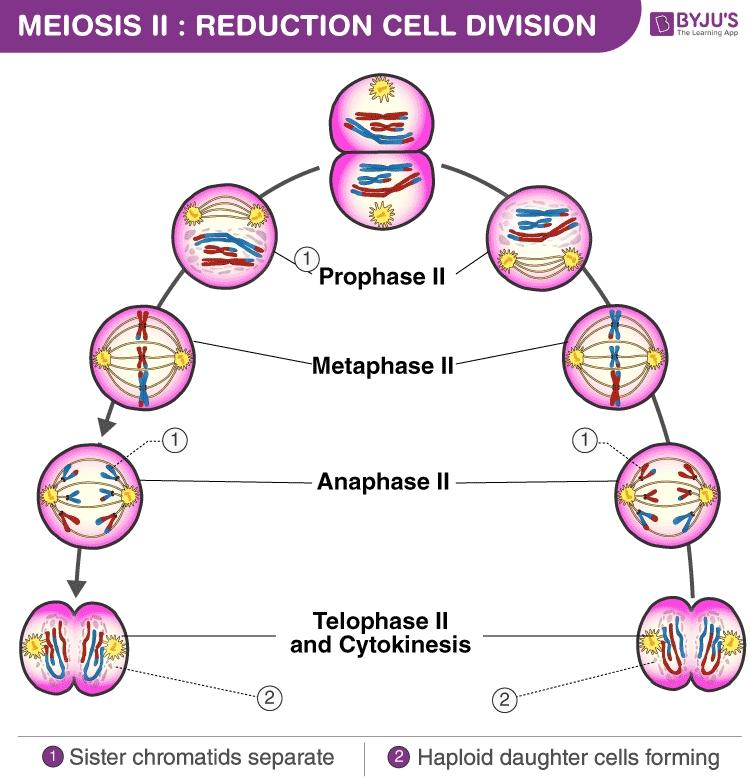 MEIOSIS II : REDUCTION CELL DIVISION
BYJU'S
The Learning App
1
Prophase II
Metaphase II
1
1
Anaphase II
Telophase II
and Cytokinesis
2
2
1 Sister chromatids separate
2 Haploid daughter cells forming